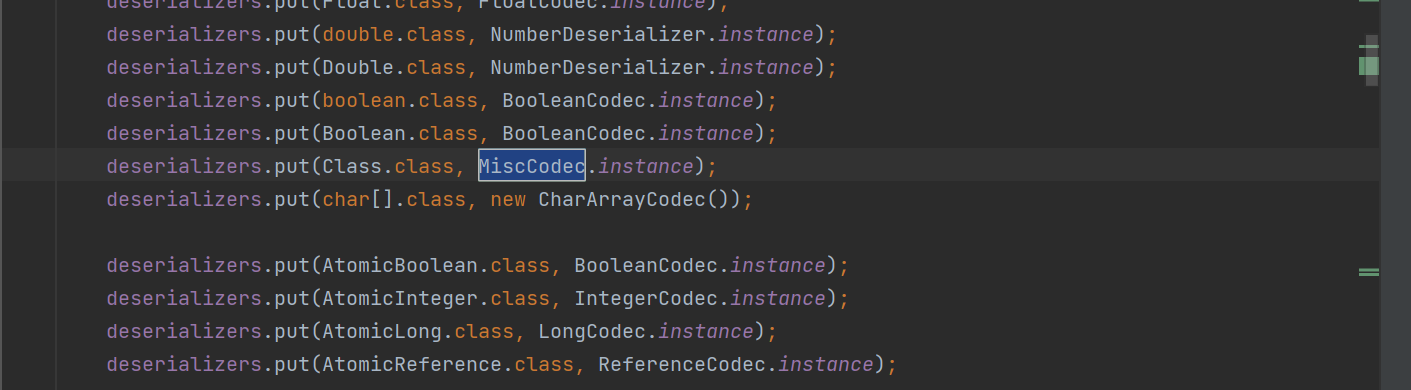 deserializers.put(Float.class, FloatCodec.instance);
deserializers.put(double.class, NumberDeserializer.instance);
deserializers.put(Double.class, NumberDeserializer.instance);
deserializers.put(boolean.class, BooleanCodec.instance);
deserializers.put(Boolean.class, BooleanCodec.instance);
deserializers.put(Class.class, MiscCodec.instance);
deserializers.put(char[].class, new CharArrayCodec());
deserializers.put(AtomicBoolean.class, BooleanCodec.instance);
deserializers.put(AtomicInteger.class, IntegerCodec.instance);
deserializers.put(AtomicLong.class, LongCodec.instance);
deserializers.put(AtomicReference.class, ReferenceCodec.instance);